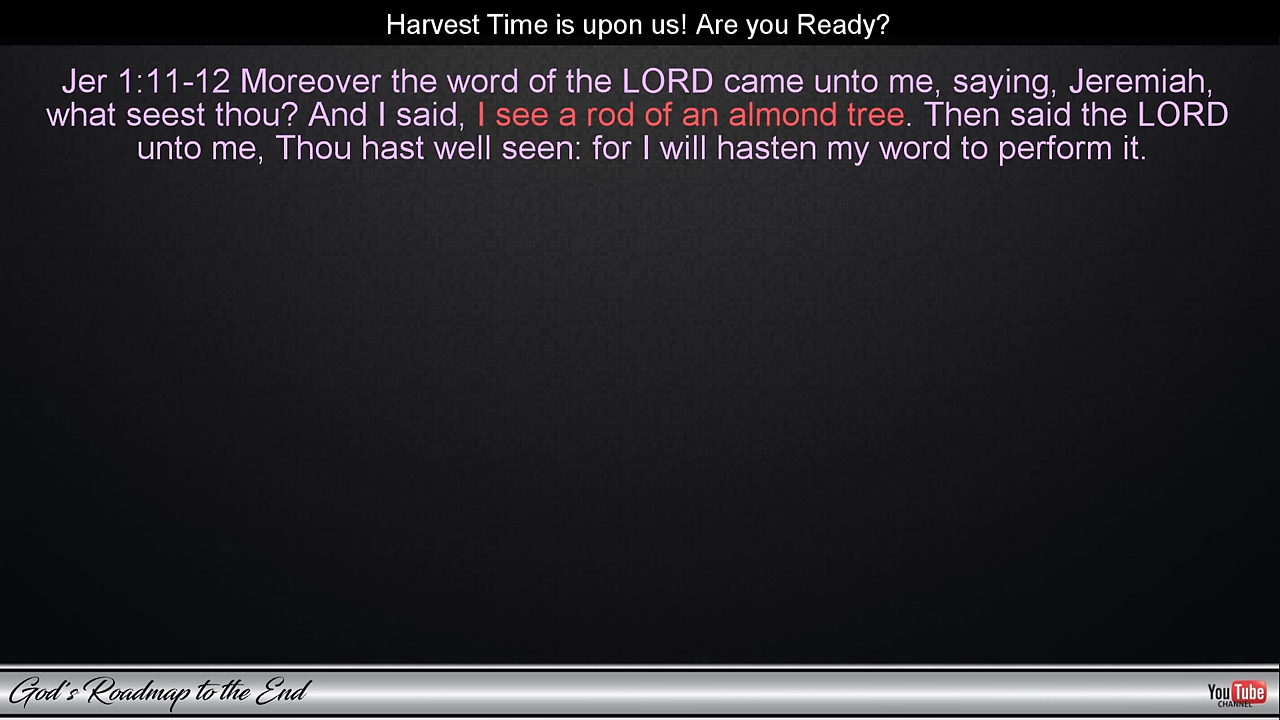 Harvest Time is upon us! Are you Ready?
Jer 1:11-12 Moreover the word of the LORD came unto me, saying, Jeremiah,
what seest thou? And I said, I see a rod of an almond tree. Then said the LORD
unto me, Thou hast well seen: for I will hasten my word to perform it.
God's Roadmap to the End
YouTube
CHANNEL